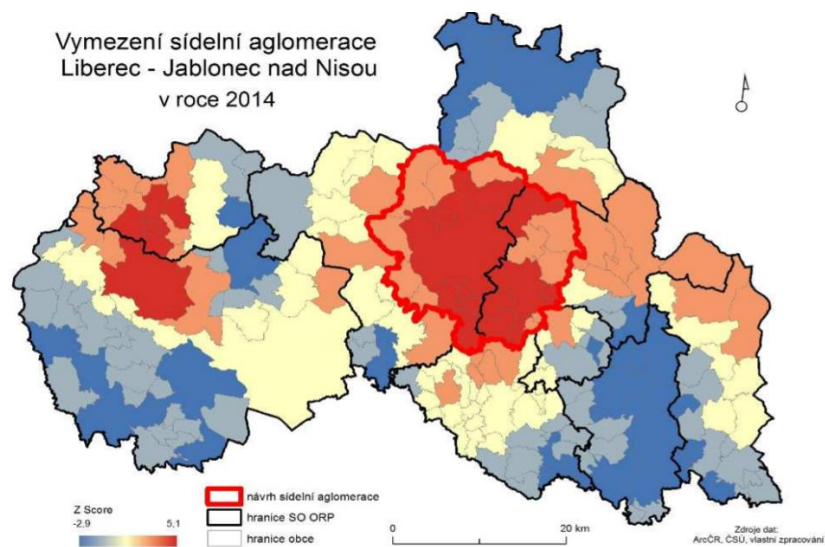 Vymezení sídelní aglomerace
Liberec - Jablonec nad Nisou
v roce 2014
Z Score
-2.9 5,1
návrh sídelní aglomerace
hranice SO ORP
hranice obce
0 20 km
Zdroje dat:
ArcČR, ČSÚ, vlastní zpracování